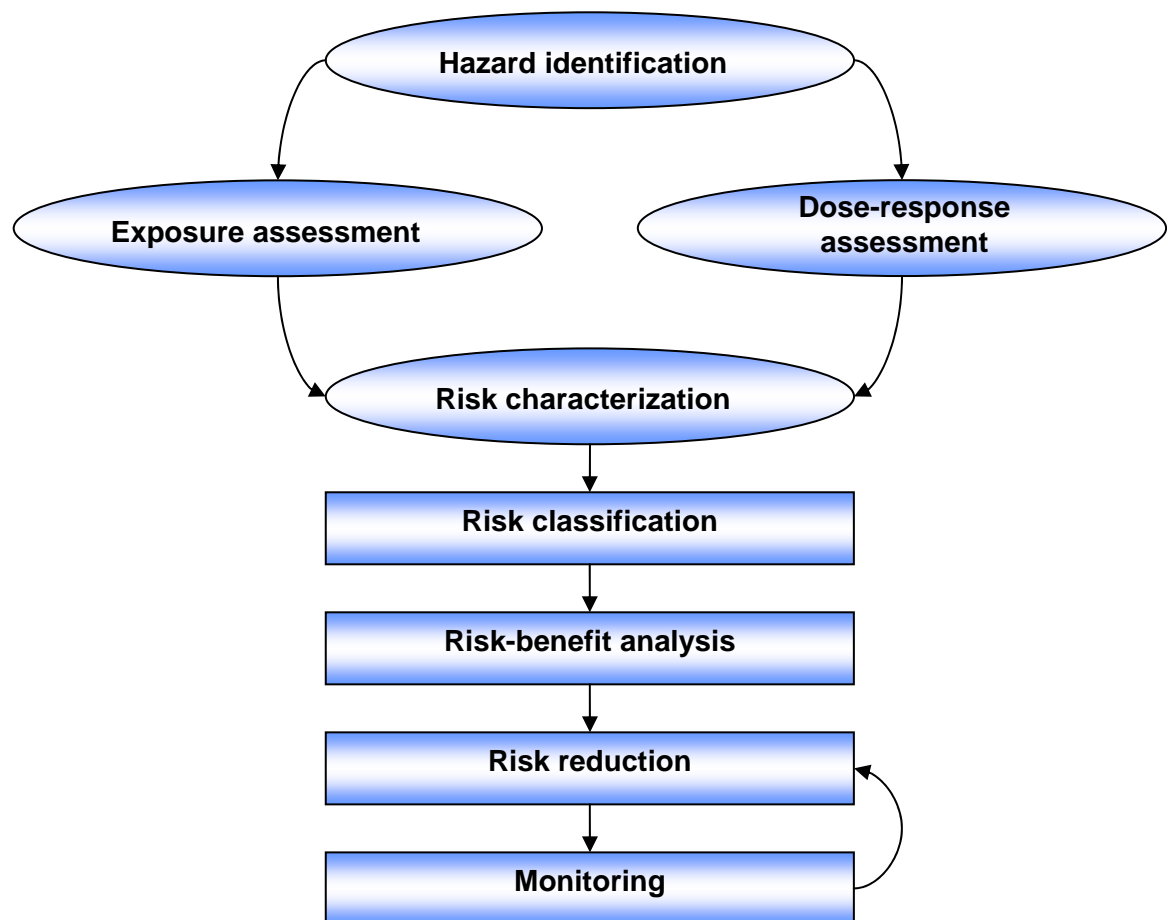 Hazard identification
Exposure assessment
Dose-response
assessment
Risk characterization
Risk classification
Risk-benefit analysis
Risk reduction
Monitoring